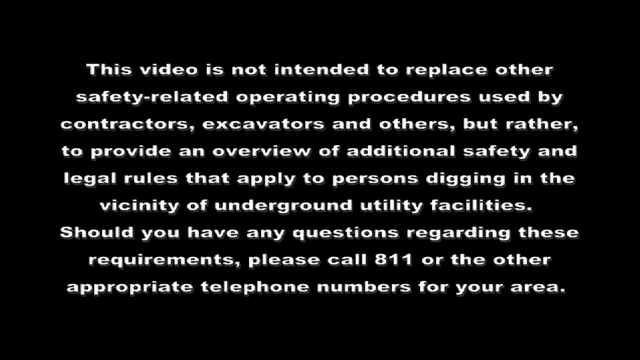 This video is not intended to replace other
safety-related operating procedures used by
contractors, excavators and others, but rather,
to provide an overview of additional safety and
legal rules that apply to persons digging in the
vicinity of underground utility facilities.
Should you have any questions regarding these
requirements, please call 811 or the other
appropriate telephone numbers for your area.